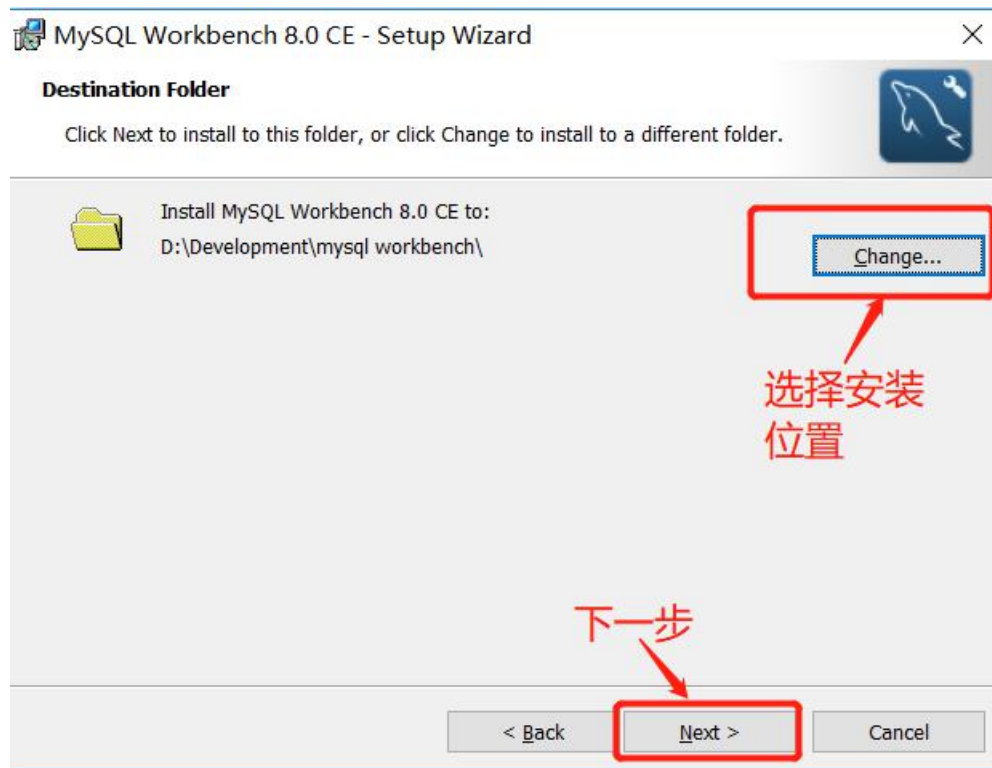 MySQL Workbench 8.0 CE - Setup Wizard
Destination Folder
Click Next to install to this folder, or click Change to install to a different folder.
Install MySQL Workbench 8.0 CE to:
D:\Development\mysql workbench\
Change...
选择安装
位置
下一步
< Back
Next >
Cancel